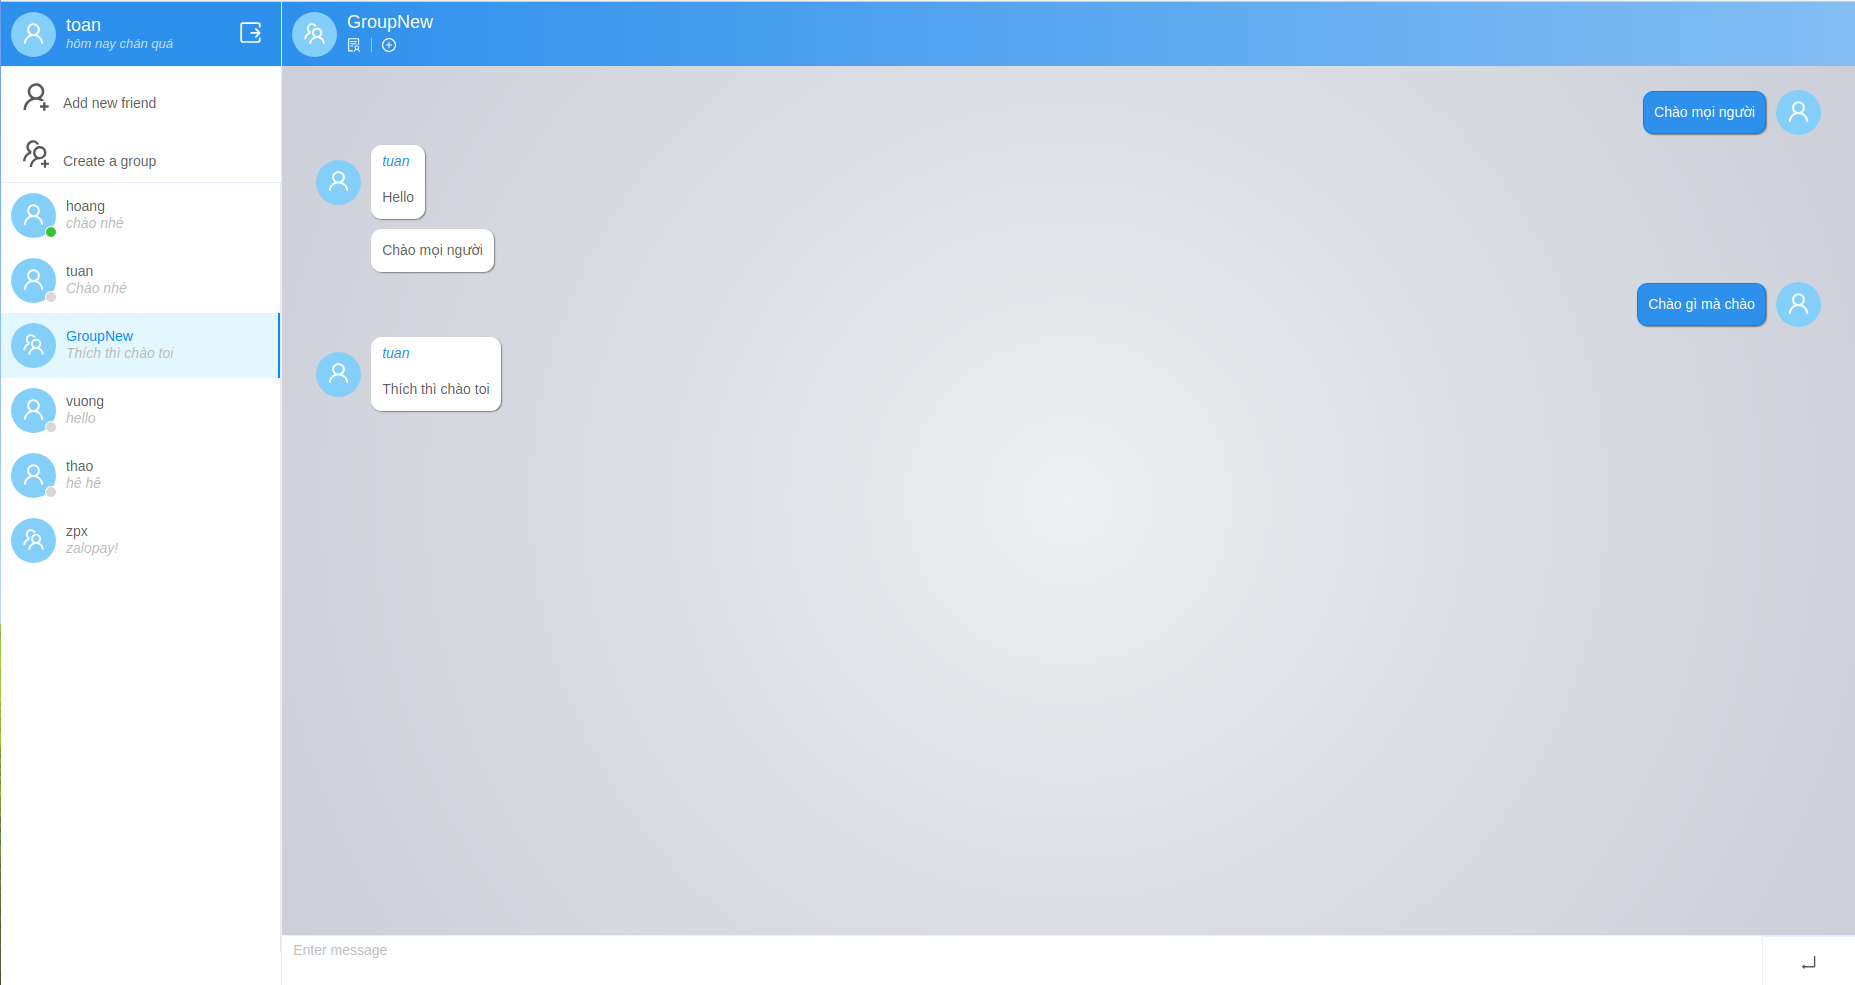 toan
hôm nay chán quá
Add new friend
Create a group
hoang
chào nhé
tuan
Chào nhé
GroupNew
Thích thì chào toi
vuong
hello
thao
hê hê
zpx
zalopay!
GroupNew
Chào mọi người
tuan
Hello
Chào mọi người
Chào gì mà chào
tuan
Thích thì chào toi
Enter message